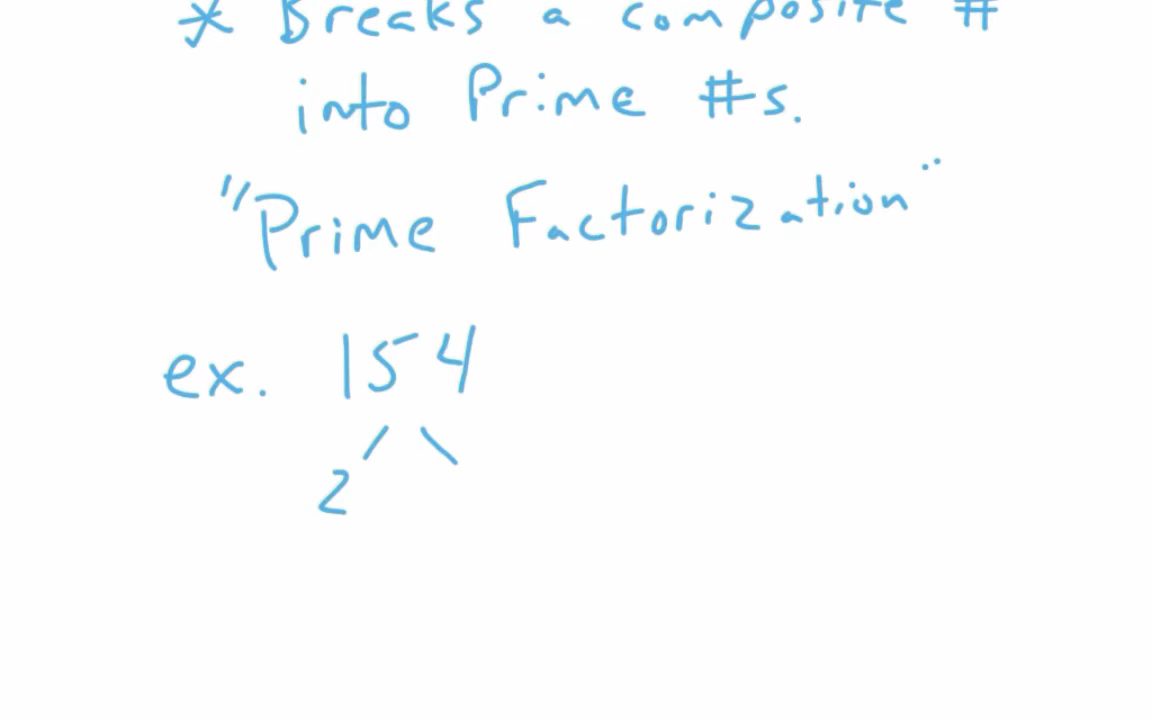 * Breaks a composite #
into Prime #s.
"Prime Factorization"
ex. 154
2